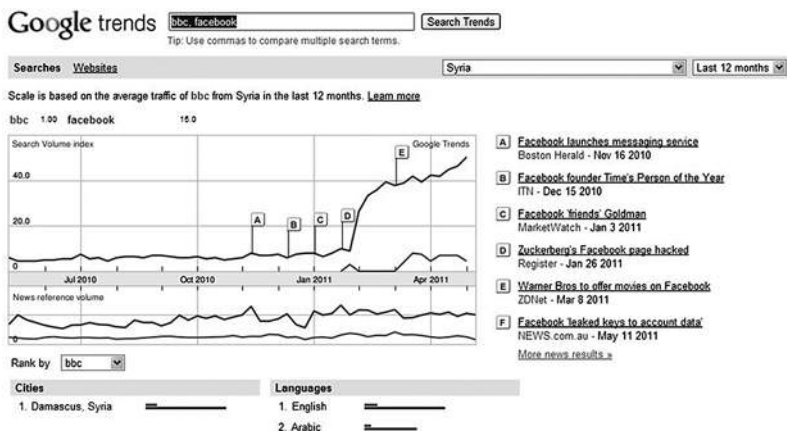 Google trends bbc, facebook Search Trends
Tip: Use commas to compare multiple search terms.
Searches Websites Syria Last 12 months
Scale is based on the average traffic of bbc from Syria in the last 12 months. Learn more
bbc 1.00 facebook 15.0
Search Volume index Google Trends
40.0
20.0
0
A B C D E
Jul 2010 Oct 2010 Jan 2011 Apr 2011
News reference volume
0
A Facebook launches messaging service
Boston Herald - Nov 16 2010
B Facebook founder Time's Person of the Year
ITN - Dec 15 2010
C Facebook 'friends' Goldman
MarketWatch - Jan 3 2011
D Zuckerberg's Facebook page hacked
Register - Jan 26 2011
E Warner Bros to offer movies on Facebook
ZDNet - Mar 8 2011
F Facebook 'leaked keys to account data'
NEWS.com.au - May 11 2011
More news results »
Rank by bbc
Cities
1. Damascus, Syria
Languages
1. English
2. Arabic